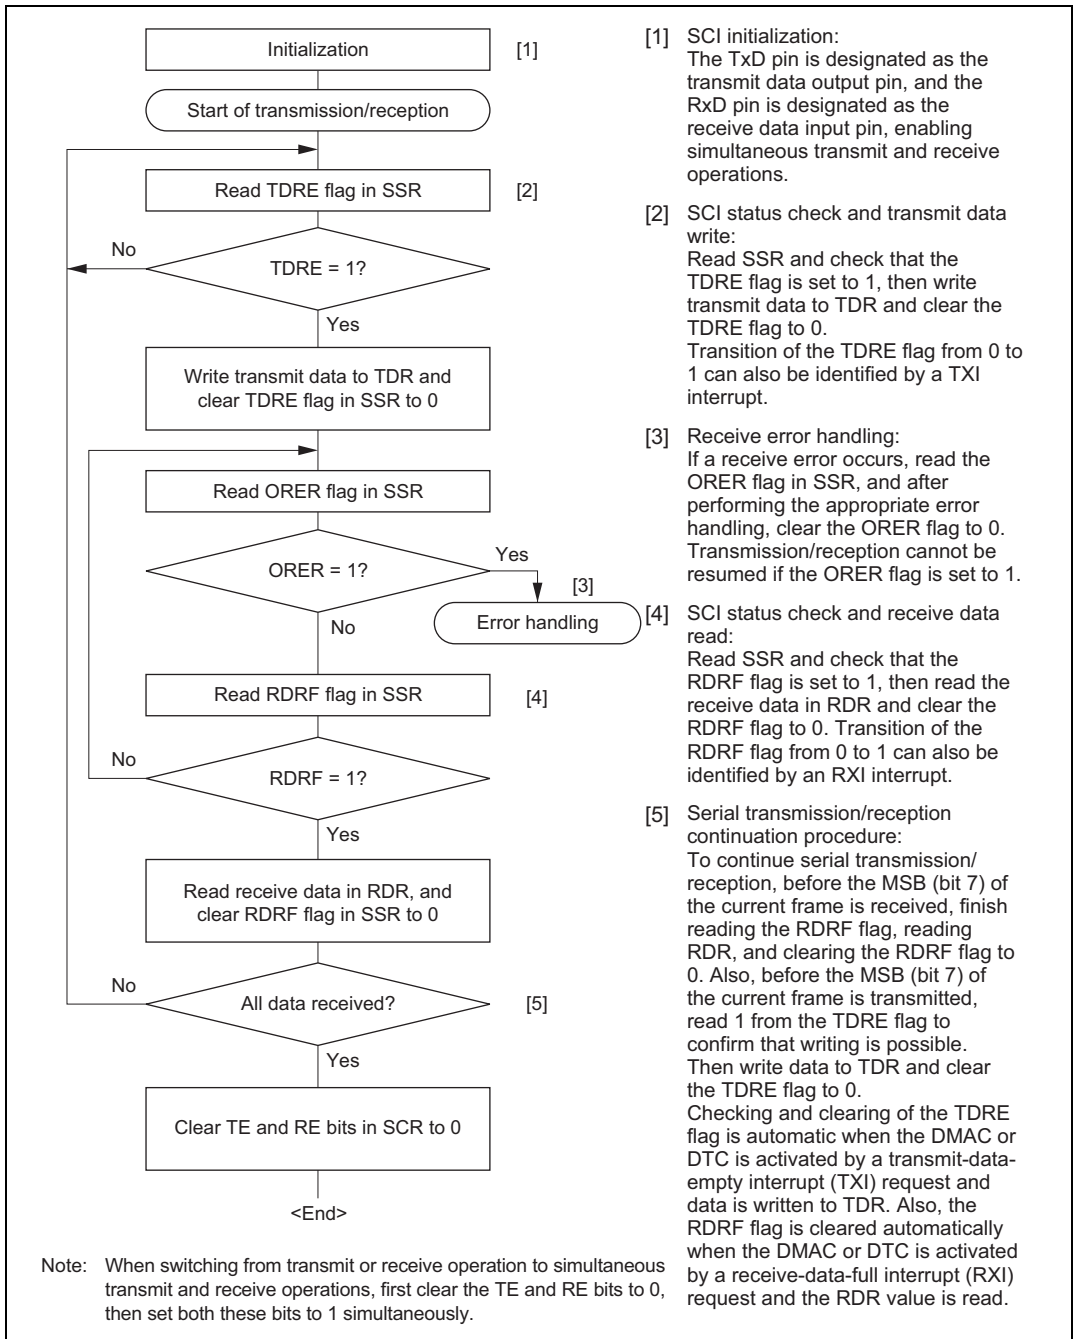 Initialization
[1]
Start of transmission/reception
Read TDRE flag in SSR
[2]
No
TDRE = 1?
Yes
Write transmit data to TDR and
clear TDRE flag in SSR to 0
Read ORER flag in SSR
ORER = 1?
Yes
[3]
No
Error handling
Read RDRF flag in SSR
[4]
No
RDRF = 1?
Yes
Read receive data in RDR, and
clear RDRF flag in SSR to 0
No
All data received?
[5]
Yes
Clear TE and RE bits in SCR to 0
<End>
Note: When switching from transmit or receive operation to simultaneous
transmit and receive operations, first clear the TE and RE bits to 0,
then set both these bits to 1 simultaneously.
[1] SCI initialization:
The TxD pin is designated as the
transmit data output pin, and the
RxD pin is designated as the
receive data input pin, enabling
simultaneous transmit and receive
operations.
[2] SCI status check and transmit data
write:
Read SSR and check that the
TDRE flag is set to 1, then write
transmit data to TDR and clear the
TDRE flag to 0.
Transition of the TDRE flag from 0 to
1 can also be identified by a TXI
interrupt.
[3] Receive error handling:
If a receive error occurs, read the
ORER flag in SSR, and after
performing the appropriate error
handling, clear the ORER flag to 0.
Transmission/reception cannot be
resumed if the ORER flag is set to 1.
[4] SCI status check and receive data
read:
Read SSR and check that the
RDRF flag is set to 1, then read the
receive data in RDR and clear the
RDRF flag to 0. Transition of the
RDRF flag from 0 to 1 can also be
identified by an RXI interrupt.
[5] Serial transmission/reception
continuation procedure:
To continue serial transmission/
reception, before the MSB (bit 7) of
the current frame is received, finish
reading the RDRF flag, reading
RDR, and clearing the RDRF flag to
0. Also, before the MSB (bit 7) of
the current frame is transmitted,
read 1 from the TDRE flag to
confirm that writing is possible.
Then write data to TDR and clear
the TDRE flag to 0.
Checking and clearing of the TDRE
flag is automatic when the DMAC or
DTC is activated by a transmit-data-
empty interrupt (TXI) request and
data is written to TDR. Also, the
RDRF flag is cleared automatically
when the DMAC or DTC is activated
by a receive-data-full interrupt (RXI)
request and the RDR value is read.